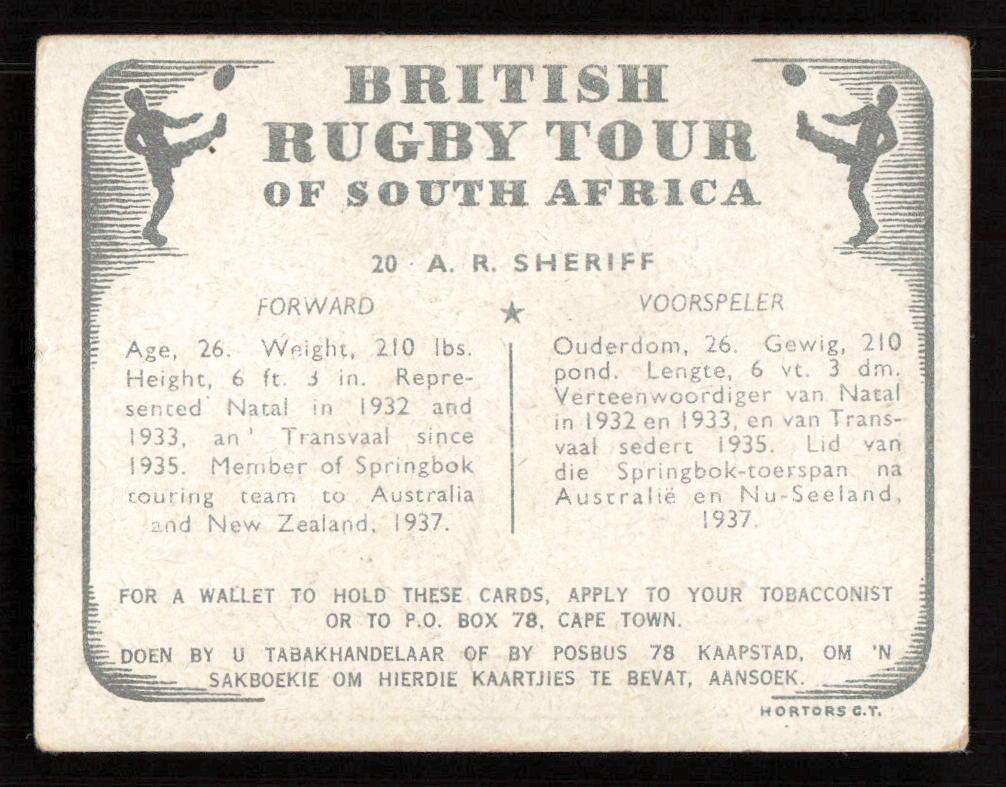 BRITISH
RUGBY TOUR
OF SOUTH AFRICA
20 · A. R. SHERIFF
FORWARD
Age, 26. Weight, 210 lbs.
Height, 6 ft. 3 in. Repre-
sented Natal in 1932 and
1933, an' Transvaal since
1935. Member of Springbok
touring team to Australia
and New Zealand, 1937.
VOORSPELER
Ouderdom, 26. Gewig, 210
pond. Lengte, 6 vt. 3 dm.
Verteenwoordiger van Natal
in 1932 en 1933, en van Trans-
vaal sedert 1935. Lid van
die Springbok-toerspan na
Australië en Nu-Seeland,
1937.
FOR A WALLET TO HOLD THESE CARDS, APPLY TO YOUR TOBACCONIST
OR TO P.O. BOX 78, CAPE TOWN.
DOEN BY U TABAKHANDELAAR OF BY POSBUS 78 KAAPSTAD, OM 'N
SAKBOEKIE OM HIERDIE KAARTJIES TE BEVAT, AANSOEK.
HORTORS C.T.